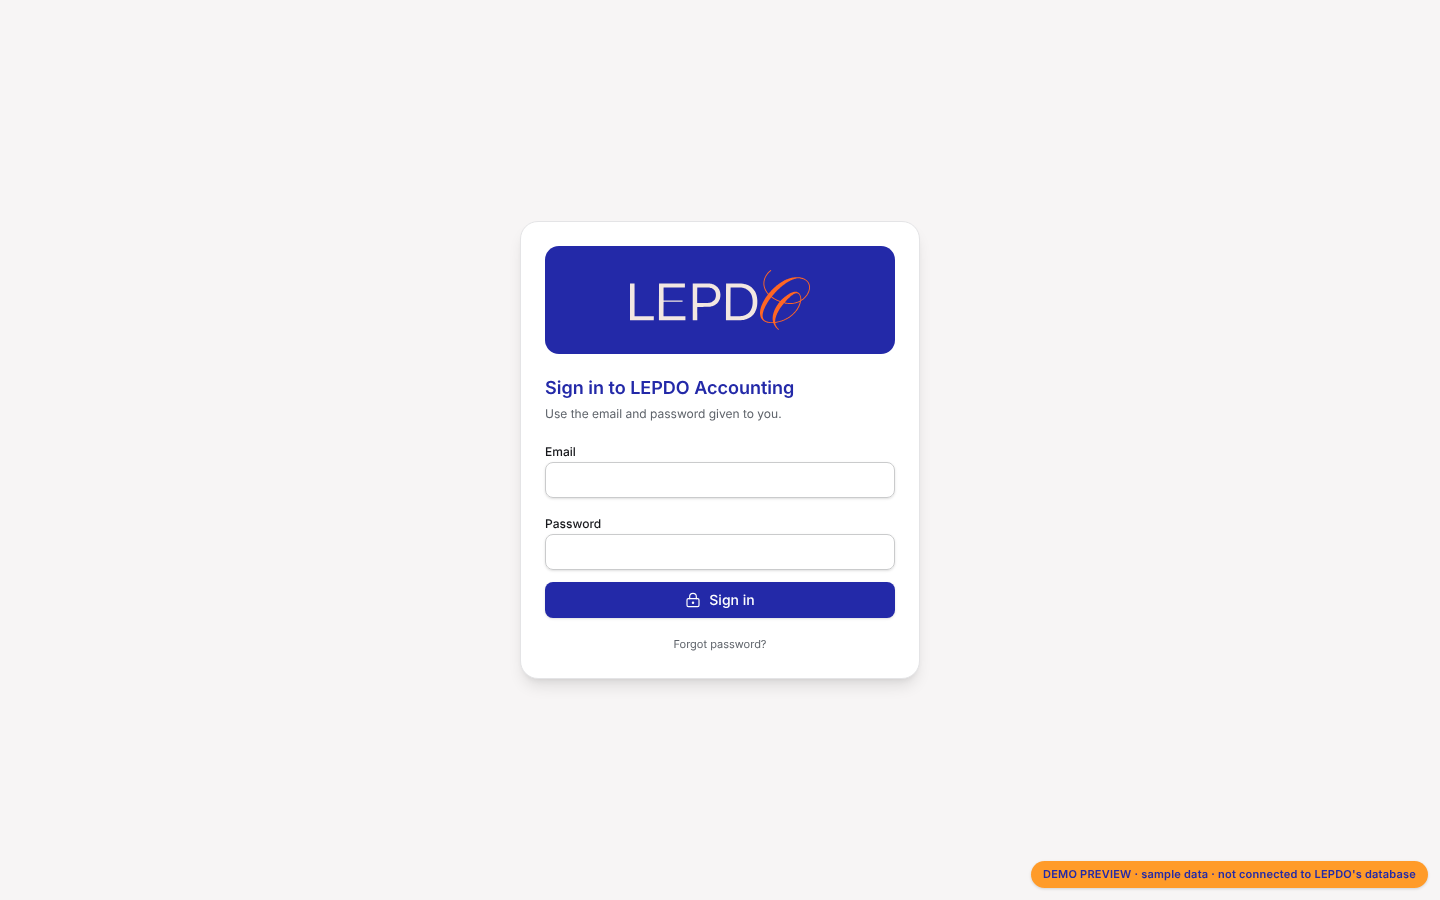 LEPDO
Sign in to LEPDO Accounting
Use the email and password given to you.
Email
Password
Sign in
Forgot password?
DEMO PREVIEW · sample data · not connected to LEPDO's database